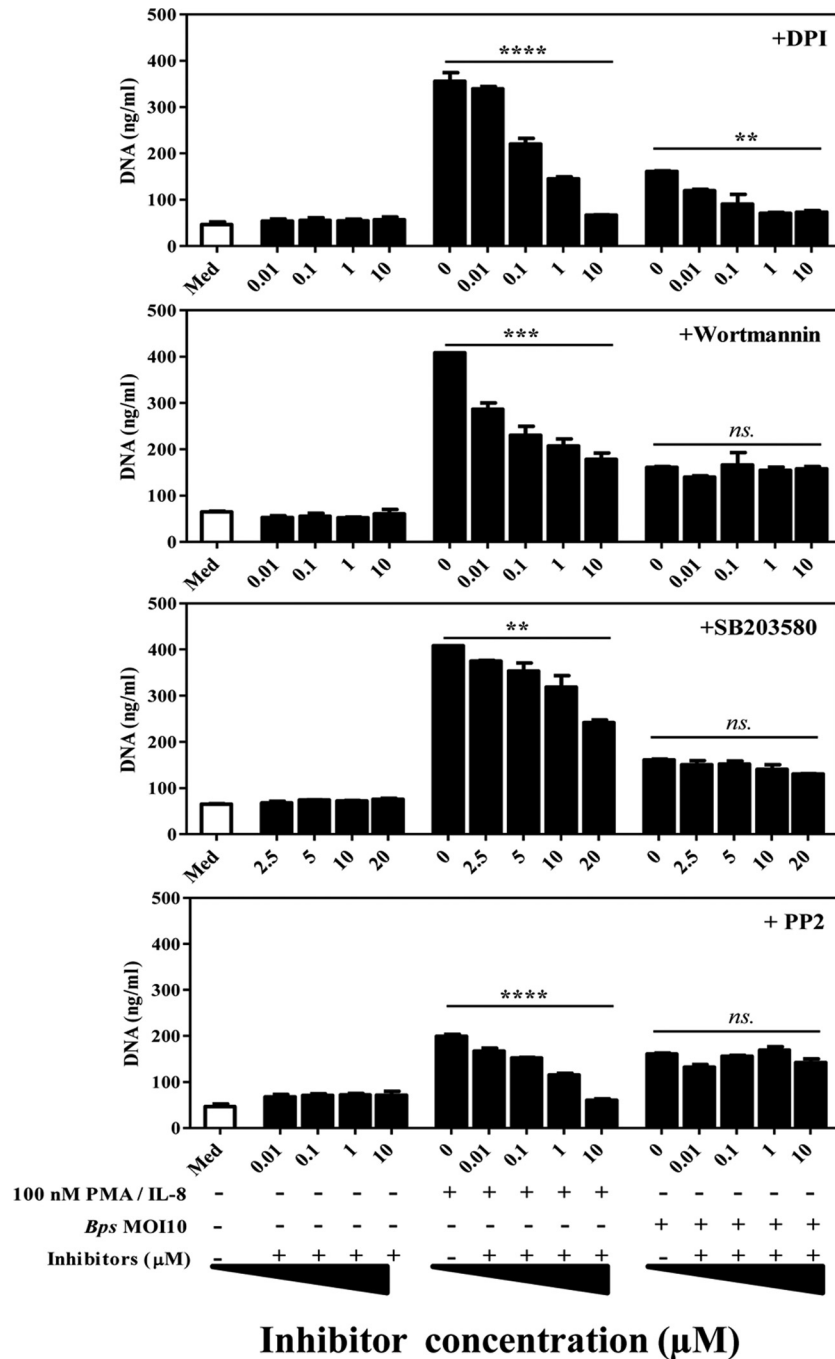 +DPI
DNA (ng/ml)
500
400
300
200
100
0
****
**
Med 0.01 0.1 1 10 0 0.01 0.1 1 10 0 0.01 0.1 1 10
+Wortmannin
DNA (ng/ml)
500
400
300
200
100
0
***
ns.
Med 0.01 0.1 1 10 0 0.01 0.1 1 10 0 0.01 0.1 1 10
+SB203580
DNA (ng/ml)
500
400
300
200
100
0
**
ns.
Med 2.5 5 10 20 0 2.5 5 10 20 0 2.5 5 10 20
+ PP2
DNA (ng/ml)
500
400
300
200
100
0
****
ns.
Med 0.01 0.1 1 10 0 0.01 0.1 1 10 0 0.01 0.1 1 10
100 nM PMA / IL-8 - - - - - + + + + + - - - - -
Bps MOI10 - - - - - - - - - - + + + + +
Inhibitors (μM) - + + + + - + + + + - + + + +
Inhibitor concentration (μM)